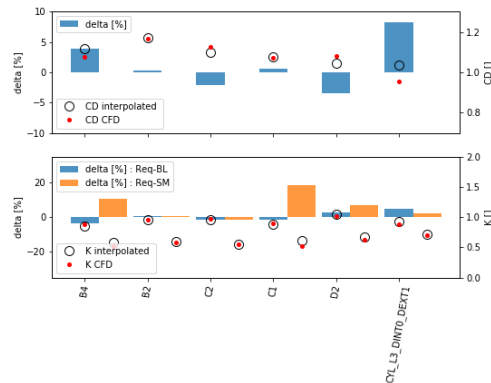 10
5
0
−5
−10
delta [%]
delta [%]
CD interpolated
CD CFD
1.2
1.0
0.8
CD []
20
0
−20
delta [%]
delta [%] : Req-BL
delta [%] : Req-SM
K interpolated
K CFD
2.0
1.5
1.0
0.5
0.0
K []
B4
B2
C2
C1
D2
CYL_L3_DINT0_DEXT1